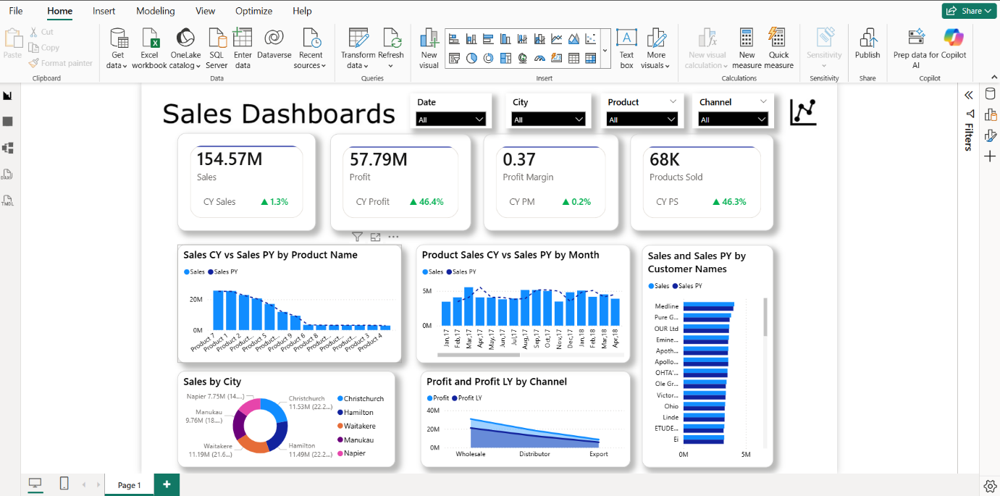 File Home Insert Modeling View Optimize Help Share
Paste
Cut
Copy
Format painter
Clipboard
Get data
Excel workbook
OneLake catalog
SQL Server
Enter data
Dataverse
Recent sources
Data
Transform data
Refresh
Queries
New visual
Text box
More visuals
Insert
New visual calculation
New measure
Quick measure
Calculations
Sensitivity
Sensitivity
Publish
Share
Prep data for AI
Copilot
Copilot
DAX
TMDL
Sales Dashboards
Date
All
City
All
Product
All
Channel
All
Filters
154.57M
Sales
CY Sales ▲ 1.3%
57.79M
Profit
CY Profit ▲ 46.4%
0.37
Profit Margin
CY PM ▲ 0.2%
68K
Products Sold
CY PS ▲ 46.3%
Sales CY vs Sales PY by Product Name
Sales Sales PY
20M
0M
Product 7
Product 1
Product 2
Product...
Product 5
Product...
Product 9
Product 6
Product 8
Product...
Product...
Product...
Product 3
Product 4
Product Sales CY vs Sales PY by Month
Sales Sales PY
5M
0M
Jan,17
Feb,17
Mar,17
Apr,17
May,17
Jun,17
Jul,17
Aug,17
Sep,17
Oct,17
Nov,17
Dec,17
Jan,18
Feb,18
Mar,18
Apr,18
Sales and Sales PY by
Customer Names
Sales Sales PY
Medline
Pure G...
OUR Ltd
Emine...
Apoth...
Apollo...
OHTA'...
Ole Gr...
Victor...
Ohio
Linde
ETUDE...
Ei
0M 5M
Sales by City
Napier 7.75M (14....)
Manukau
9.76M (18....)
Waitakere
11.19M (21.6...)
Christchurch
11.53M (22.2...)
Hamilton
11.49M (22.2...)
Christchurch
Hamilton
Waitakere
Manukau
Napier
Profit and Profit LY by Channel
Profit Profit LY
40M
20M
0M
Wholesale Distributor Export
Page 1